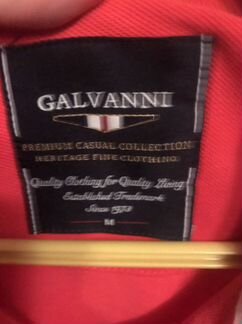 GALVANNI
PREMIUM CASUAL COLLECTION
HERITAGE FINE CLOTHING
Quality Clothing for Quality Living
Established Trademark
Since 1973
M